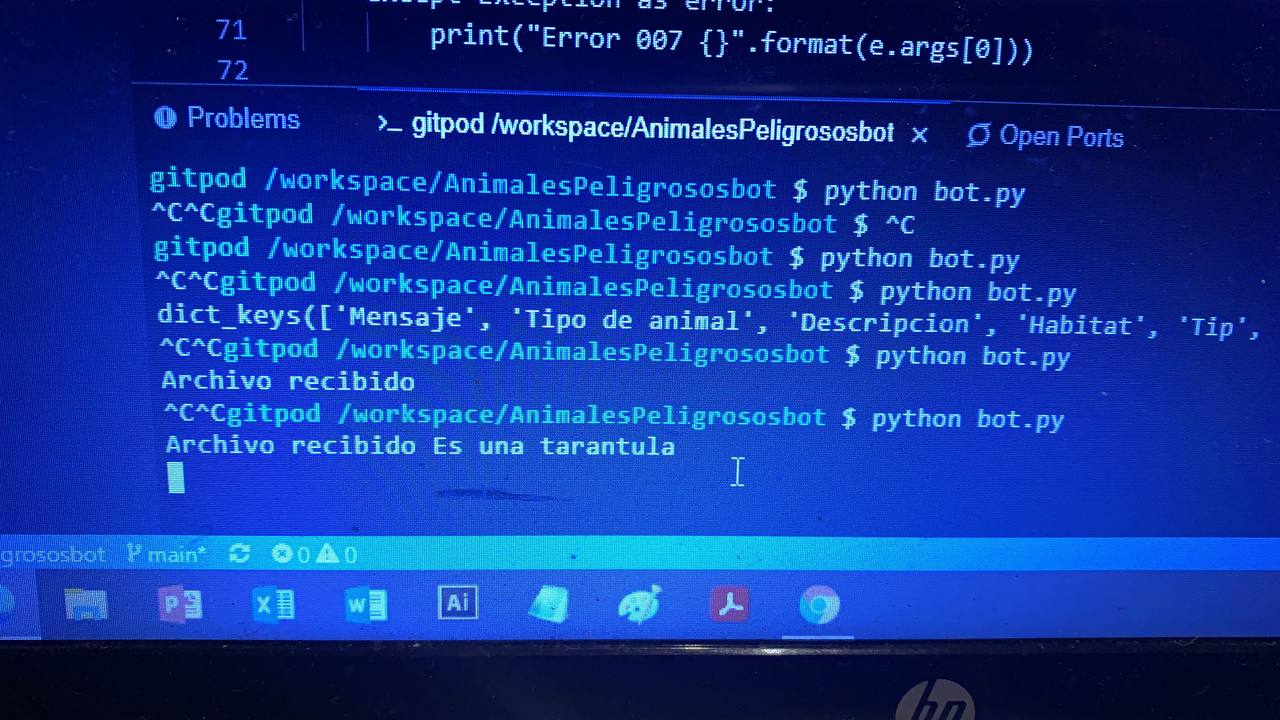 except Exception as error:
71 print("Error 007 {}".format(e.args[0]))
72
Problems >_ gitpod /workspace/AnimalesPeligrososbot × Open Ports
gitpod /workspace/AnimalesPeligrososbot $ python bot.py
^C^Cgitpod /workspace/AnimalesPeligrososbot $ ^C
gitpod /workspace/AnimalesPeligrososbot $ python bot.py
^C^Cgitpod /workspace/AnimalesPeligrososbot $ python bot.py
dict_keys(['Mensaje', 'Tipo de animal', 'Descripcion', 'Habitat', 'Tip',
^C^Cgitpod /workspace/AnimalesPeligrososbot $ python bot.py
Archivo recibido
^C^Cgitpod /workspace/AnimalesPeligrososbot $ python bot.py
Archivo recibido Es una tarantula
grososbot main* 0 0
P X W Ai
hp